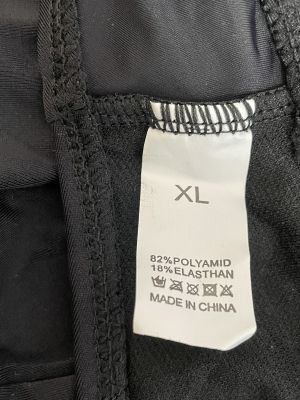 XL
82%POLYAMID
18%ELASTHAN
MADE IN CHINA